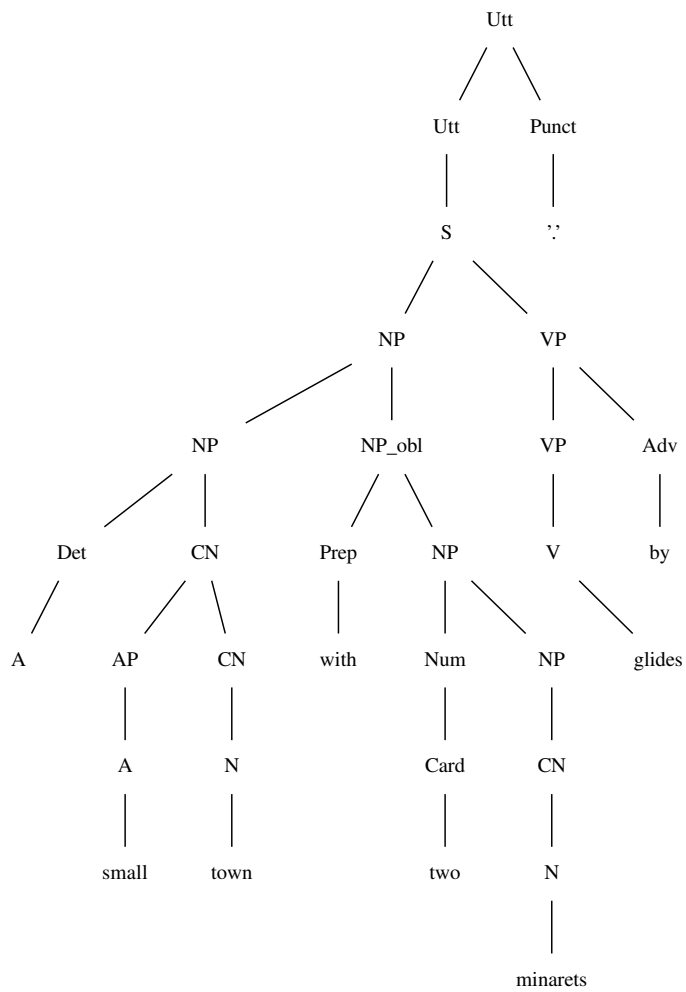 Utt
Utt Punct
S '.'
NP VP
NP NP_obl VP Adv
Det CN Prep NP V by
A AP CN with Num NP glides
A N Card CN
small town two N
minarets